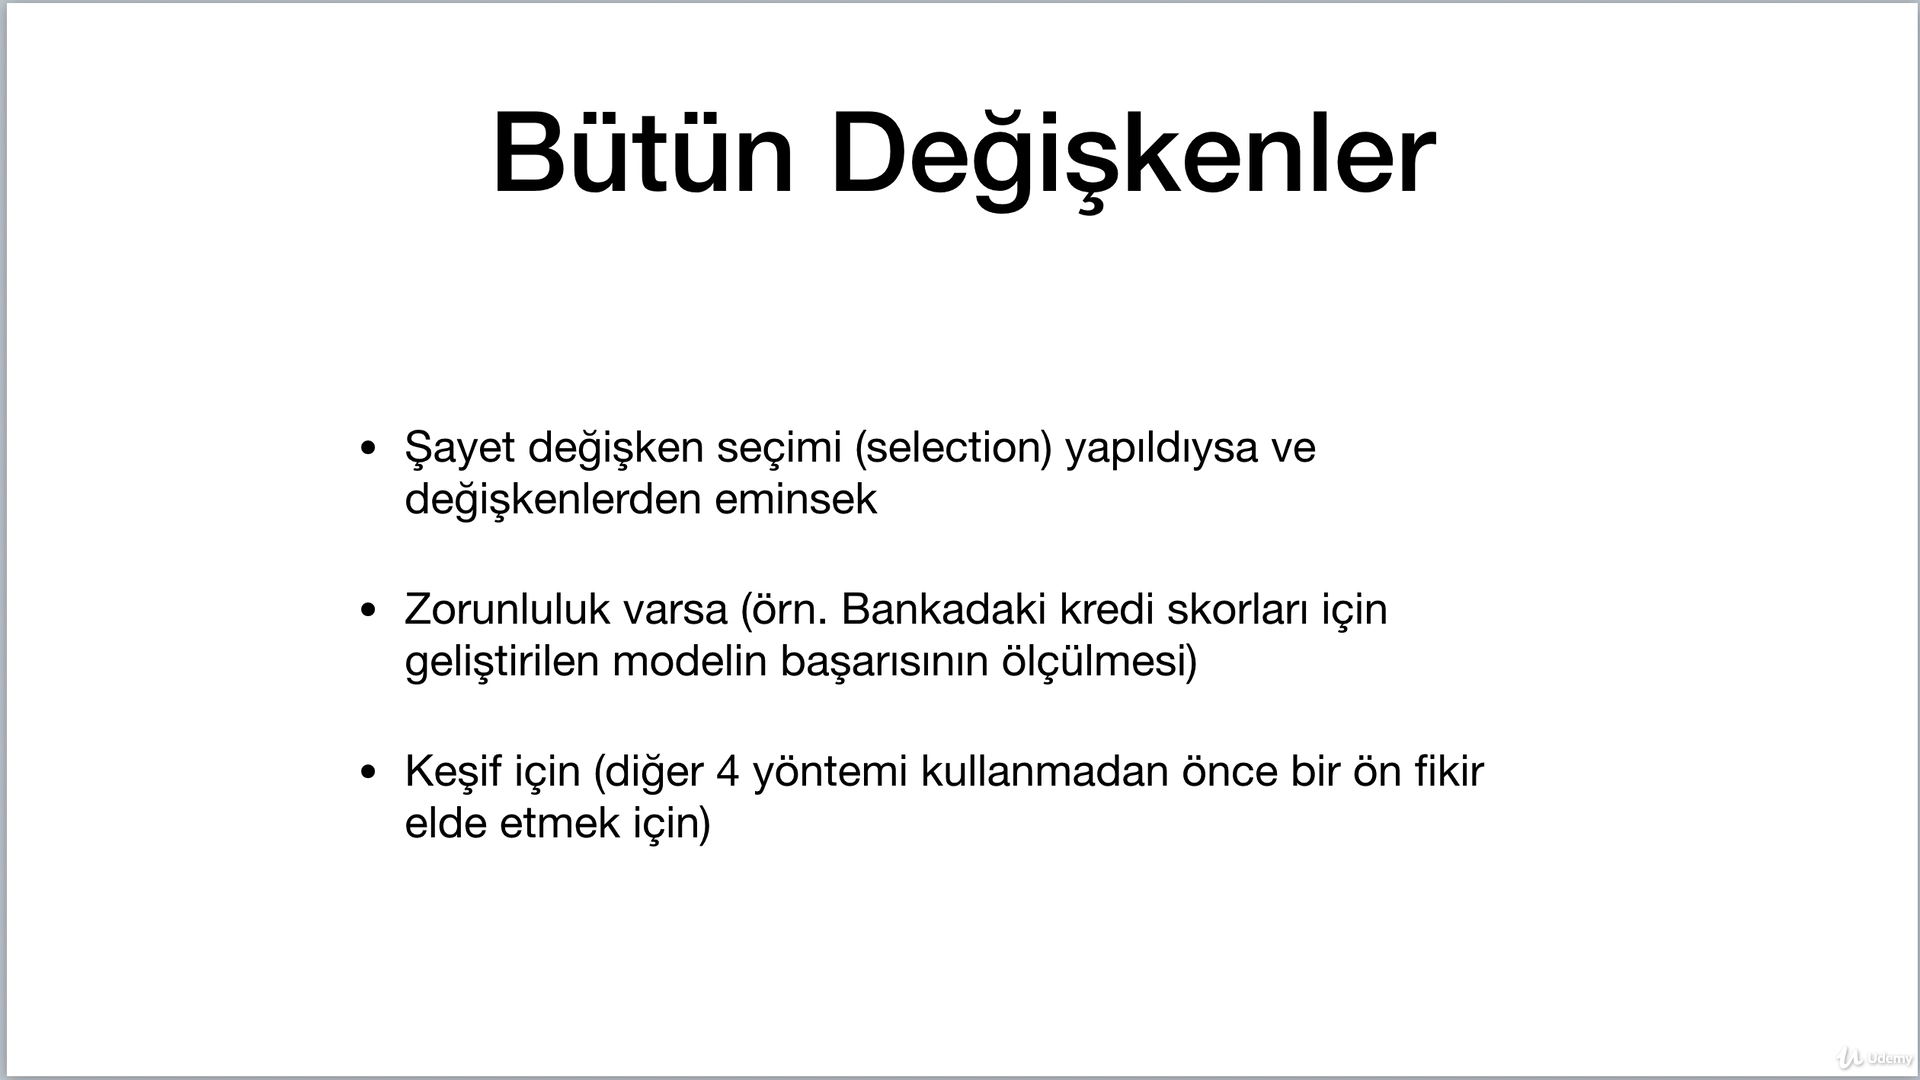 Bütün Değişkenler
• Şayet değişken seçimi (selection) yapıldıysa ve
değişkenlerden eminsek
• Zorunluluk varsa (örn. Bankadaki kredi skorları için
geliştirilen modelin başarısının ölçülmesi)
• Keşif için (diğer 4 yöntemi kullanmadan önce bir ön fikir
elde etmek için)
Udemy